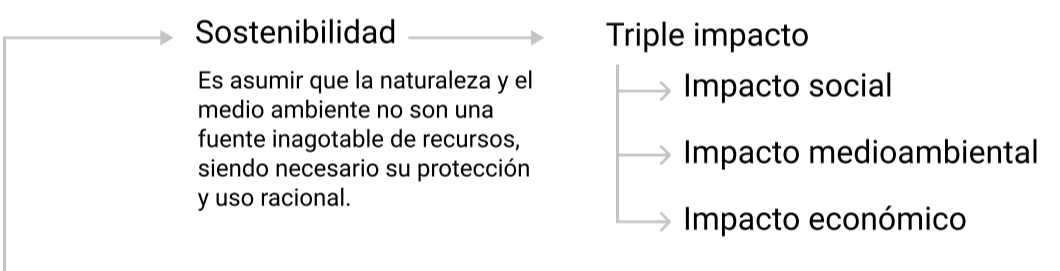 Sostenibilidad
Es asumir que la naturaleza y el
medio ambiente no son una
fuente inagotable de recursos,
siendo necesario su protección
y uso racional.
Triple impacto
Impacto social
Impacto medioambiental
Impacto económico